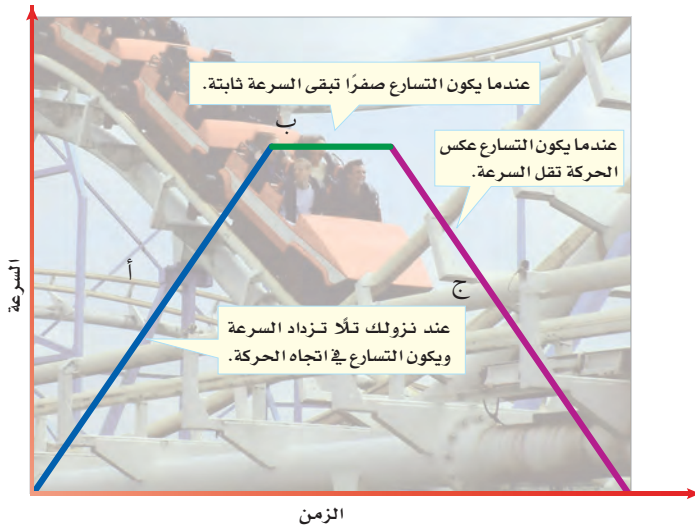 عندما يكون التسارع صفرًا تبقى السرعة ثابتة.
ب
عندما يكون التسارع عكس
الحركة تقل السرعة.
أ
ج
السرعة
عند نزولك تلًا تزداد السرعة
ويكون التسارع في اتجاه الحركة.
الزمن